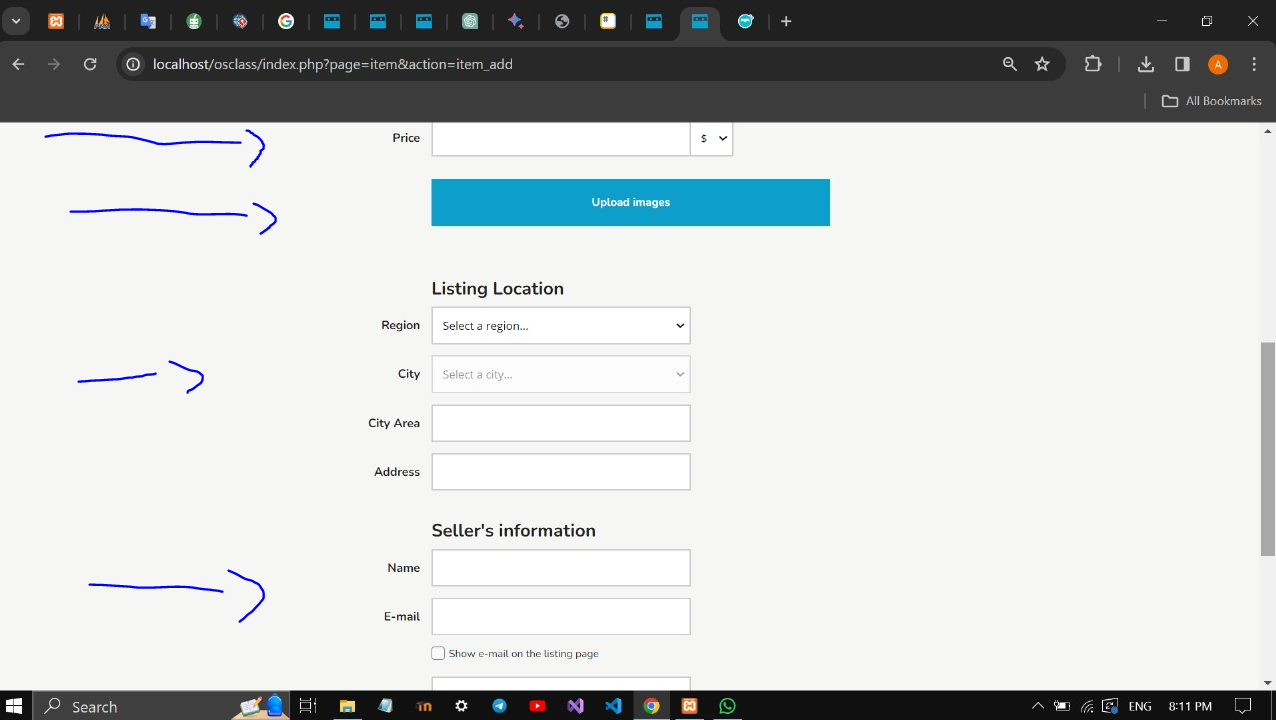 localhost/osclass/index.php?page=item&action=item_add
A
All Bookmarks
Price
$
Upload images
Listing Location
Region
Select a region...
City
Select a city...
City Area
Address
Seller's information
Name
E-mail
Show e-mail on the listing page
Search
ENG
8:11 PM